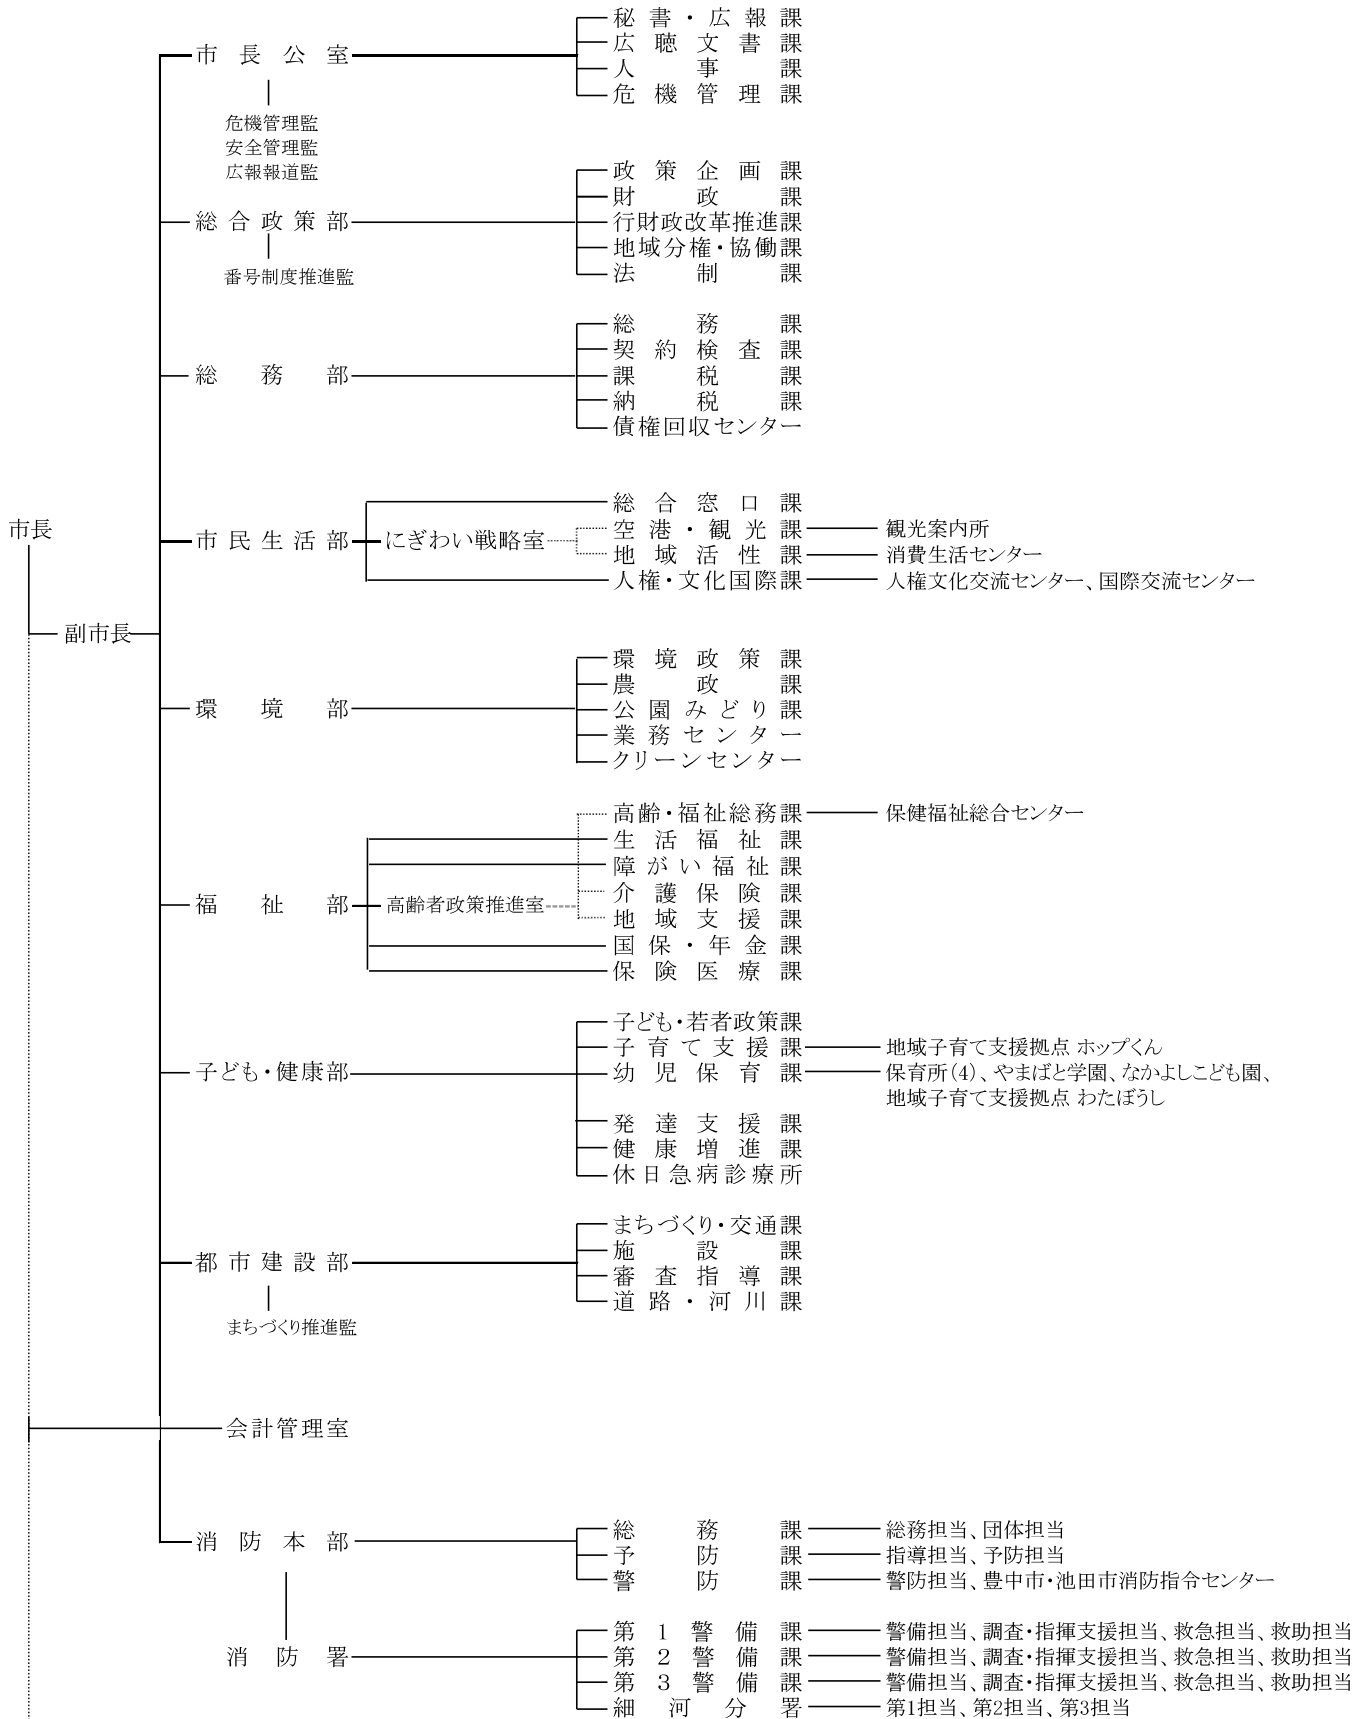 秘書・広報課
市長公室
広聴文書課
人事課
危機管理課
危機管理監
安全管理監
広報報道監
政策企画課
財政課
総合政策部
行財政改革推進課
地域分権・協働課
法制課
番号制度推進監
総務課
契約検査課
総務部
課税課
納税課
債権回収センター
総合窓口課
市長
空港・観光課 観光案内所
市民生活部 にぎわい戦略室
地域活性課 消費生活センター
人権・文化国際課 人権文化交流センター、国際交流センター
副市長
環境政策課
農政課
環境部
公園みどり課
業務センター
クリーンセンター
高齢・福祉総務課 保健福祉総合センター
生活福祉課
障がい福祉課
介護保険課
福祉部 高齢者政策推進室
地域支援課
国保・年金課
保険医療課
子ども・若者政策課
子育て支援課 地域子育て支援拠点 ホップくん
子ども・健康部
幼児保育課 保育所(4)、やまばと学園、なかよしこども園、
地域子育て支援拠点 わたぼうし
発達支援課
健康増進課
休日急病診療所
まちづくり・交通課
施設課
都市建設部
審査指導課
道路・河川課
まちづくり推進監
会計管理室
総務課 総務担当、団体担当
消防本部
予防課 指導担当、予防担当
警防課 警防担当、豊中市・池田市消防指令センター
第1警備課 警備担当、調査・指揮支援担当、救急担当、救助担当
消防署
第2警備課 警備担当、調査・指揮支援担当、救急担当、救助担当
第3警備課 警備担当、調査・指揮支援担当、救急担当、救助担当
細河分署 第1担当、第2担当、第3担当